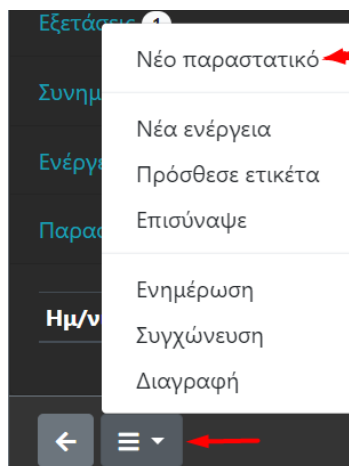 Εξετάσεις 1
Νέο παραστατικό
Νέα ενέργεια
Πρόσθεσε ετικέτα
Επισύναψε
Ενημέρωση
Συγχώνευση
Διαγραφή